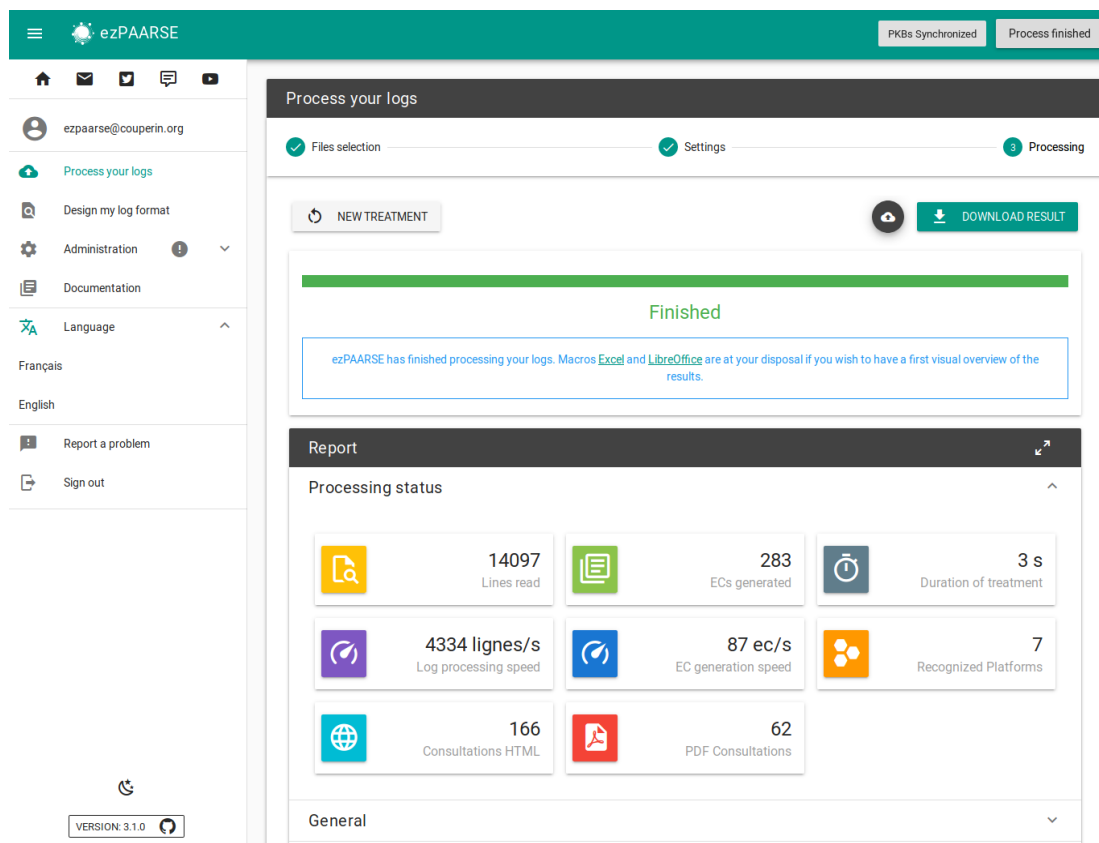 ezPAARSE
PKBs Synchronized
Process finished
ezpaarse@couperin.org
Process your logs
Design my log format
Administration
Documentation
Language
Français
English
Report a problem
Sign out
VERSION: 3.1.0
Process your logs
Files selection
Settings
3 Processing
NEW TREATMENT
DOWNLOAD RESULT
Finished
ezPAARSE has finished processing your logs. Macros Excel and LibreOffice are at your disposal if you wish to have a first visual overview of the
results.
Report
Processing status
14097
Lines read
283
ECs generated
3 s
Duration of treatment
4334 lignes/s
Log processing speed
87 ec/s
EC generation speed
7
Recognized Platforms
166
Consultations HTML
62
PDF Consultations
General